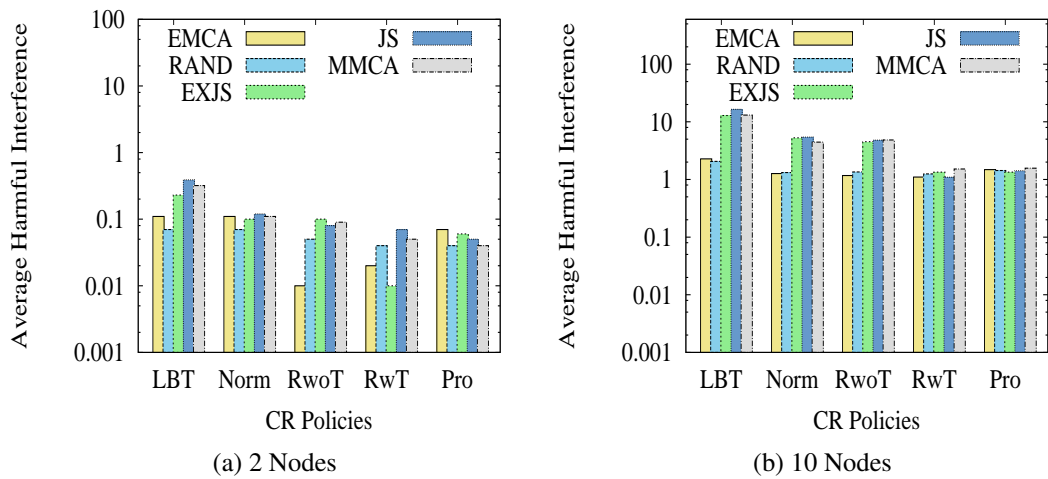 Average Harmful Interference
100
10
1
0.1
0.01
0.001
EMCA
RAND
EXJS
JS
MMCA
LBT Norm RwoT RwT Pro
CR Policies
(a) 2 Nodes
Average Harmful Interference
100
10
1
0.1
0.01
0.001
EMCA
RAND
EXJS
JS
MMCA
LBT Norm RwoT RwT Pro
CR Policies
(b) 10 Nodes